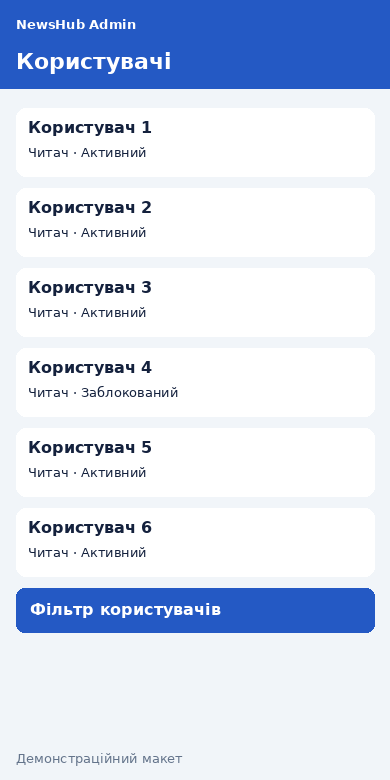 NewsHub Admin
Користувачі
Користувач 1
Читач · Активний
Користувач 2
Читач · Активний
Користувач 3
Читач · Активний
Користувач 4
Читач · Заблокований
Користувач 5
Читач · Активний
Користувач 6
Читач · Активний
Фільтр користувачів
Демонстраційний макет